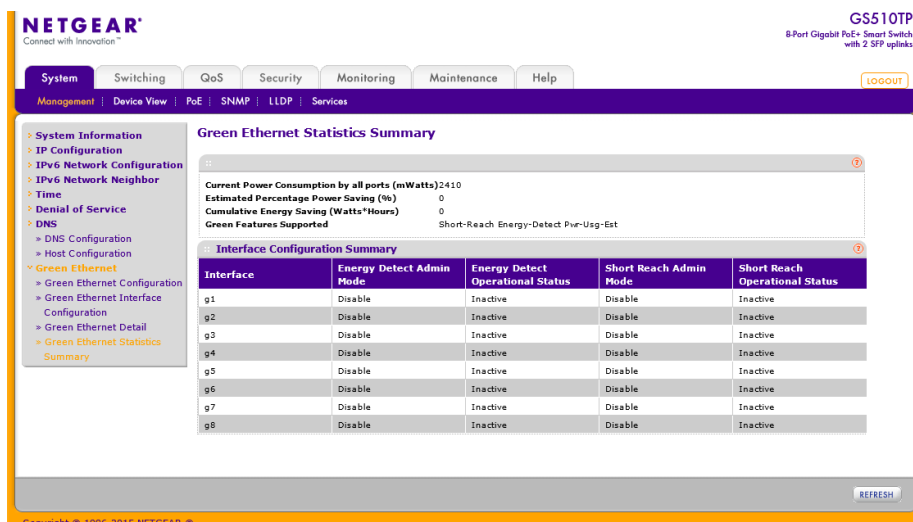 NETGEAR®
Connect with Innovation™
GS510TP
8-Port Gigabit PoE+ Smart Switch
with 2 SFP uplinks
System Switching QoS Security Monitoring Maintenance Help
LOGOUT
Management Device View PoE SNMP LLDP Services
System Information
IP Configuration
IPv6 Network Configuration
IPv6 Network Neighbor
Time
Denial of Service
DNS
» DNS Configuration
» Host Configuration
Green Ethernet
» Green Ethernet Configuration
» Green Ethernet Interface
Configuration
» Green Ethernet Detail
» Green Ethernet Statistics
Summary
Green Ethernet Statistics Summary
Current Power Consumption by all ports (mWatts) 2410
Estimated Percentage Power Saving (%) 0
Cumulative Energy Saving (Watts*Hours) 0
Green Features Supported Short-Reach Energy-Detect Pwr-Usg-Est
Interface Configuration Summary
Interface Energy Detect Admin Mode Energy Detect Operational Status Short Reach Admin Mode Short Reach Operational Status
g1 Disable Inactive Disable Inactive
g2 Disable Inactive Disable Inactive
g3 Disable Inactive Disable Inactive
g4 Disable Inactive Disable Inactive
g5 Disable Inactive Disable Inactive
g6 Disable Inactive Disable Inactive
g7 Disable Inactive Disable Inactive
g8 Disable Inactive Disable Inactive
REFRESH
Copyright © 1996-2015 NETGEAR ®